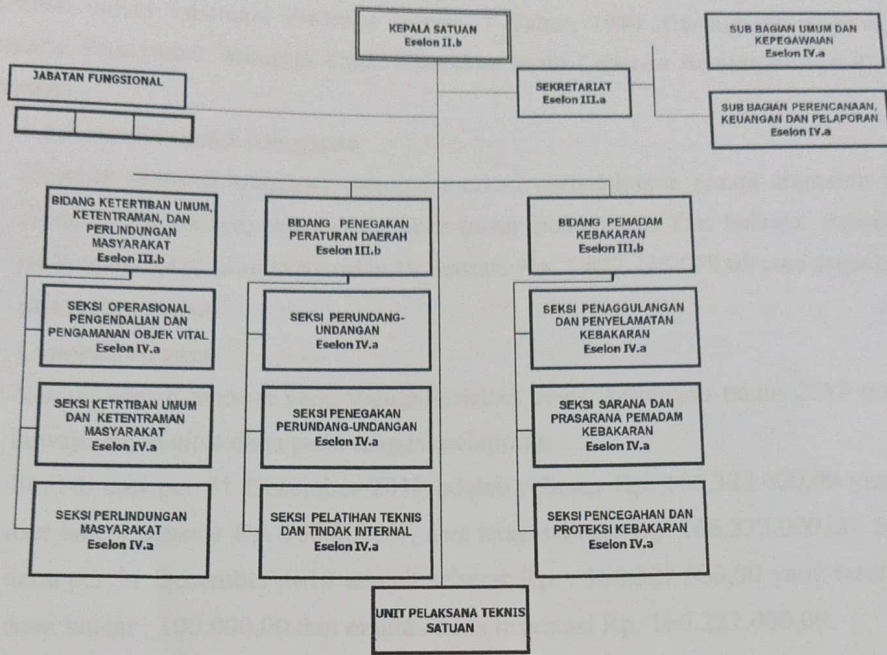 KEPALA SATUAN
Eselon II.b
SUB BAGIAN UMUM DAN
KEPEGAWAIAN
Eselon IV.a
JABATAN FUNGSIONAL
SEKRETARIAT
Eselon III.a
SUB BAGIAN PERENCANAAN,
KEUANGAN DAN PELAPORAN
Eselon IV.a
BIDANG KETERTIBAN UMUM,
KETENTRAMAN, DAN
PERLINDUNGAN
MASYARAKAT
Eselon III.b
BIDANG PENEGAKAN
PERATURAN DAERAH
Eselon III.b
BIDANG PEMADAM
KEBAKARAN
Eselon III.b
SEKSI OPERASIONAL
PENGENDALIAN DAN
PENGAMANAN OBJEK VITAL
Eselon IV.a
SEKSI PERUNDANG-
UNDANGAN
Eselon IV.a
SEKSI PENAGGULANGAN
DAN PENYELAMATAN
KEBAKARAN
Eselon IV.a
SEKSI KETRTIBAN UMUM
DAN KETENTRAMAN
MASYARAKAT
Eselon IV.a
SEKSI PENEGAKAN
PERUNDANG-UNDANGAN
Eselon IV.a
SEKSI SARANA DAN
PRASARANA PEMADAM
KEBAKARAN
Eselon IV.a
SEKSI PERLINDUNGAN
MASYARAKAT
Eselon IV.a
SEKSI PELATIHAN TEKNIS
DAN TINDAK INTERNAL
Eselon IV.a
SEKSI PENCEGAHAN DAN
PROTEKSI KEBAKARAN
Eselon IV.a
UNIT PELAKSANA TEKNIS
SATUAN